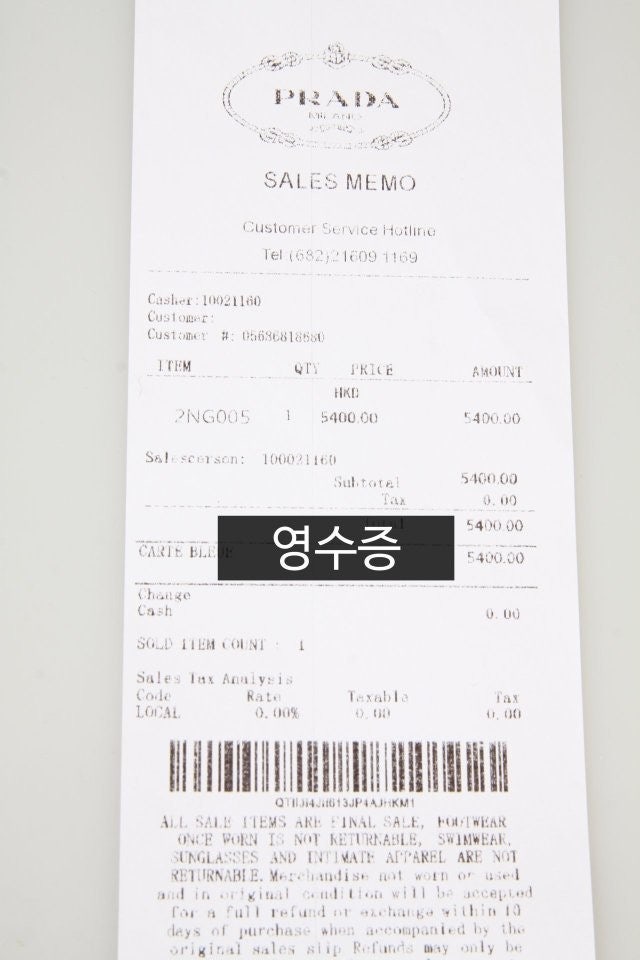 PRADA
MILANO
SALES MEMO
Customer Service Hotline
Tel (682)21609 1169
Casher:10021160
Customer:
Customer #: 05686818680
ITEM QTY PRICE AMOUNT
HKD
2NG005 1 5400.00 5400.00
Salescerson: 100021160
Subtotal 5400.00
Tax 0.00
Total 5400.00
영수증
CARTE BLEUE 5400.00
Change
Cash 0.00
SOLD ITEM COUNT : 1
Sales Tax Analysis
Code Rate Taxable Tax
LOCAL 0.00% 0.00 0.00
ALL SALE ITEMS ARE FINAL SALE, FOOTWEAR
ONCE WORN IS NOT RETURNABLE, SWIMWEAR,
SUNGLASSES AND INTIMATE APPAREL ARE NOT
RETURNABLE. Merchandise not worn or used
and in original condition will be accepted
for a full refund or exchange within 10
days of purchase when accompanied by the
original sales slip Refunds may only be